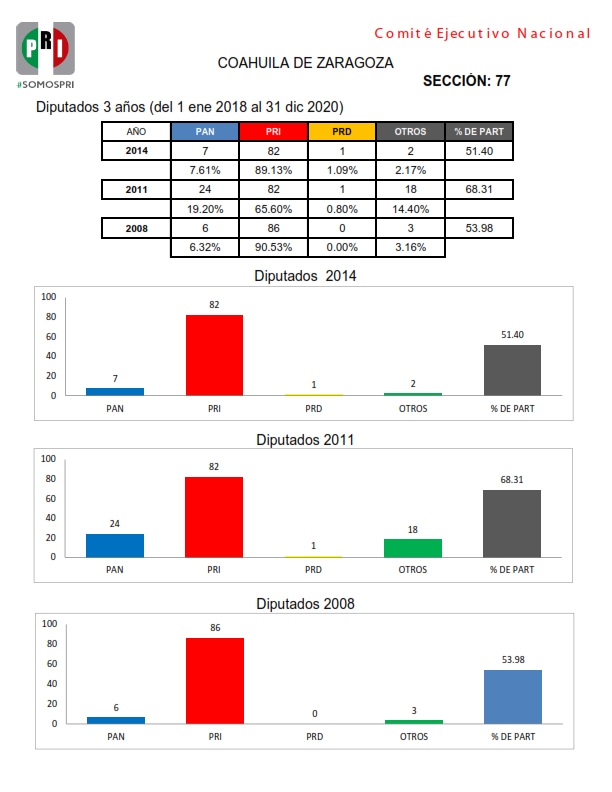 PRI
#SOMOSPRI
Comité Ejecutivo Nacional
COAHUILA DE ZARAGOZA
SECCIÓN: 77
Diputados 3 años (del 1 ene 2018 al 31 dic 2020)
AÑO PAN PRI PRD OTROS % DE PART
2014 7 82 1 2 51.40
7.61% 89.13% 1.09% 2.17%
2011 24 82 1 18 68.31
19.20% 65.60% 0.80% 14.40%
2008 6 86 0 3 53.98
6.32% 90.53% 0.00% 3.16%
Diputados 2014
100
80
60
40
20
0
7 82 1 2 51.40
PAN PRI PRD OTROS % DE PART
Diputados 2011
100
80
60
40
20
0
24 82 1 18 68.31
PAN PRI PRD OTROS % DE PART
Diputados 2008
100
80
60
40
20
0
6 86 0 3 53.98
PAN PRI PRD OTROS % DE PART